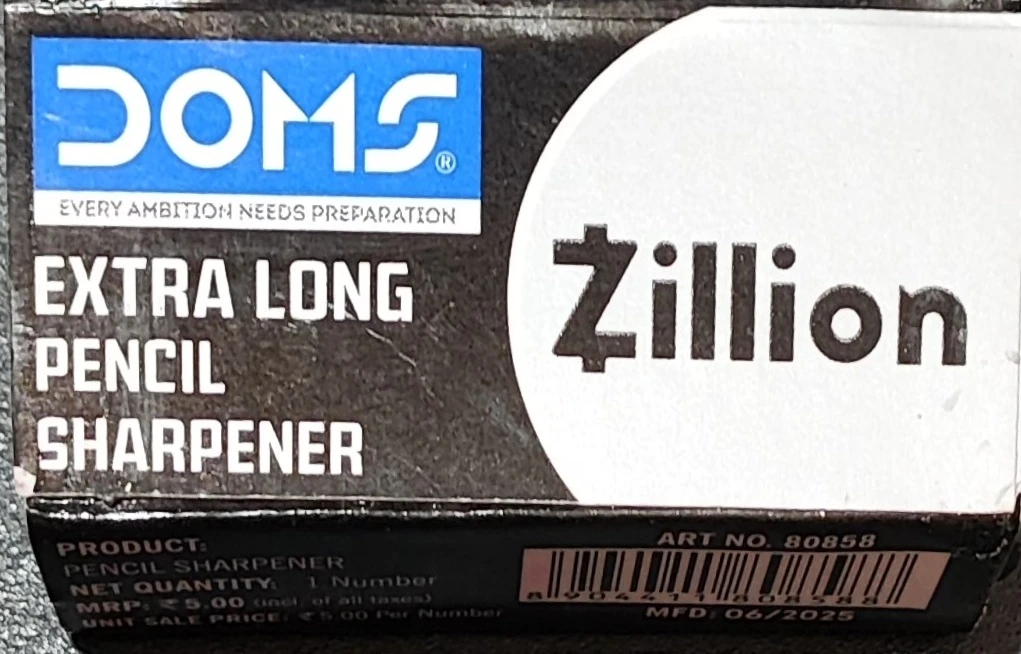 DOMS®
EVERY AMBITION NEEDS PREPARATION
EXTRA LONG
PENCIL
SHARPENER
Zillion
PRODUCT:
PENCIL SHARPENER
NET QUANTITY: 1 Number
MRP: ₹5.00 (incl. of all taxes)
UNIT SALE PRICE: ₹5.00 Per Number
ART NO. 80858
8904411808588
MFD: 06/2025